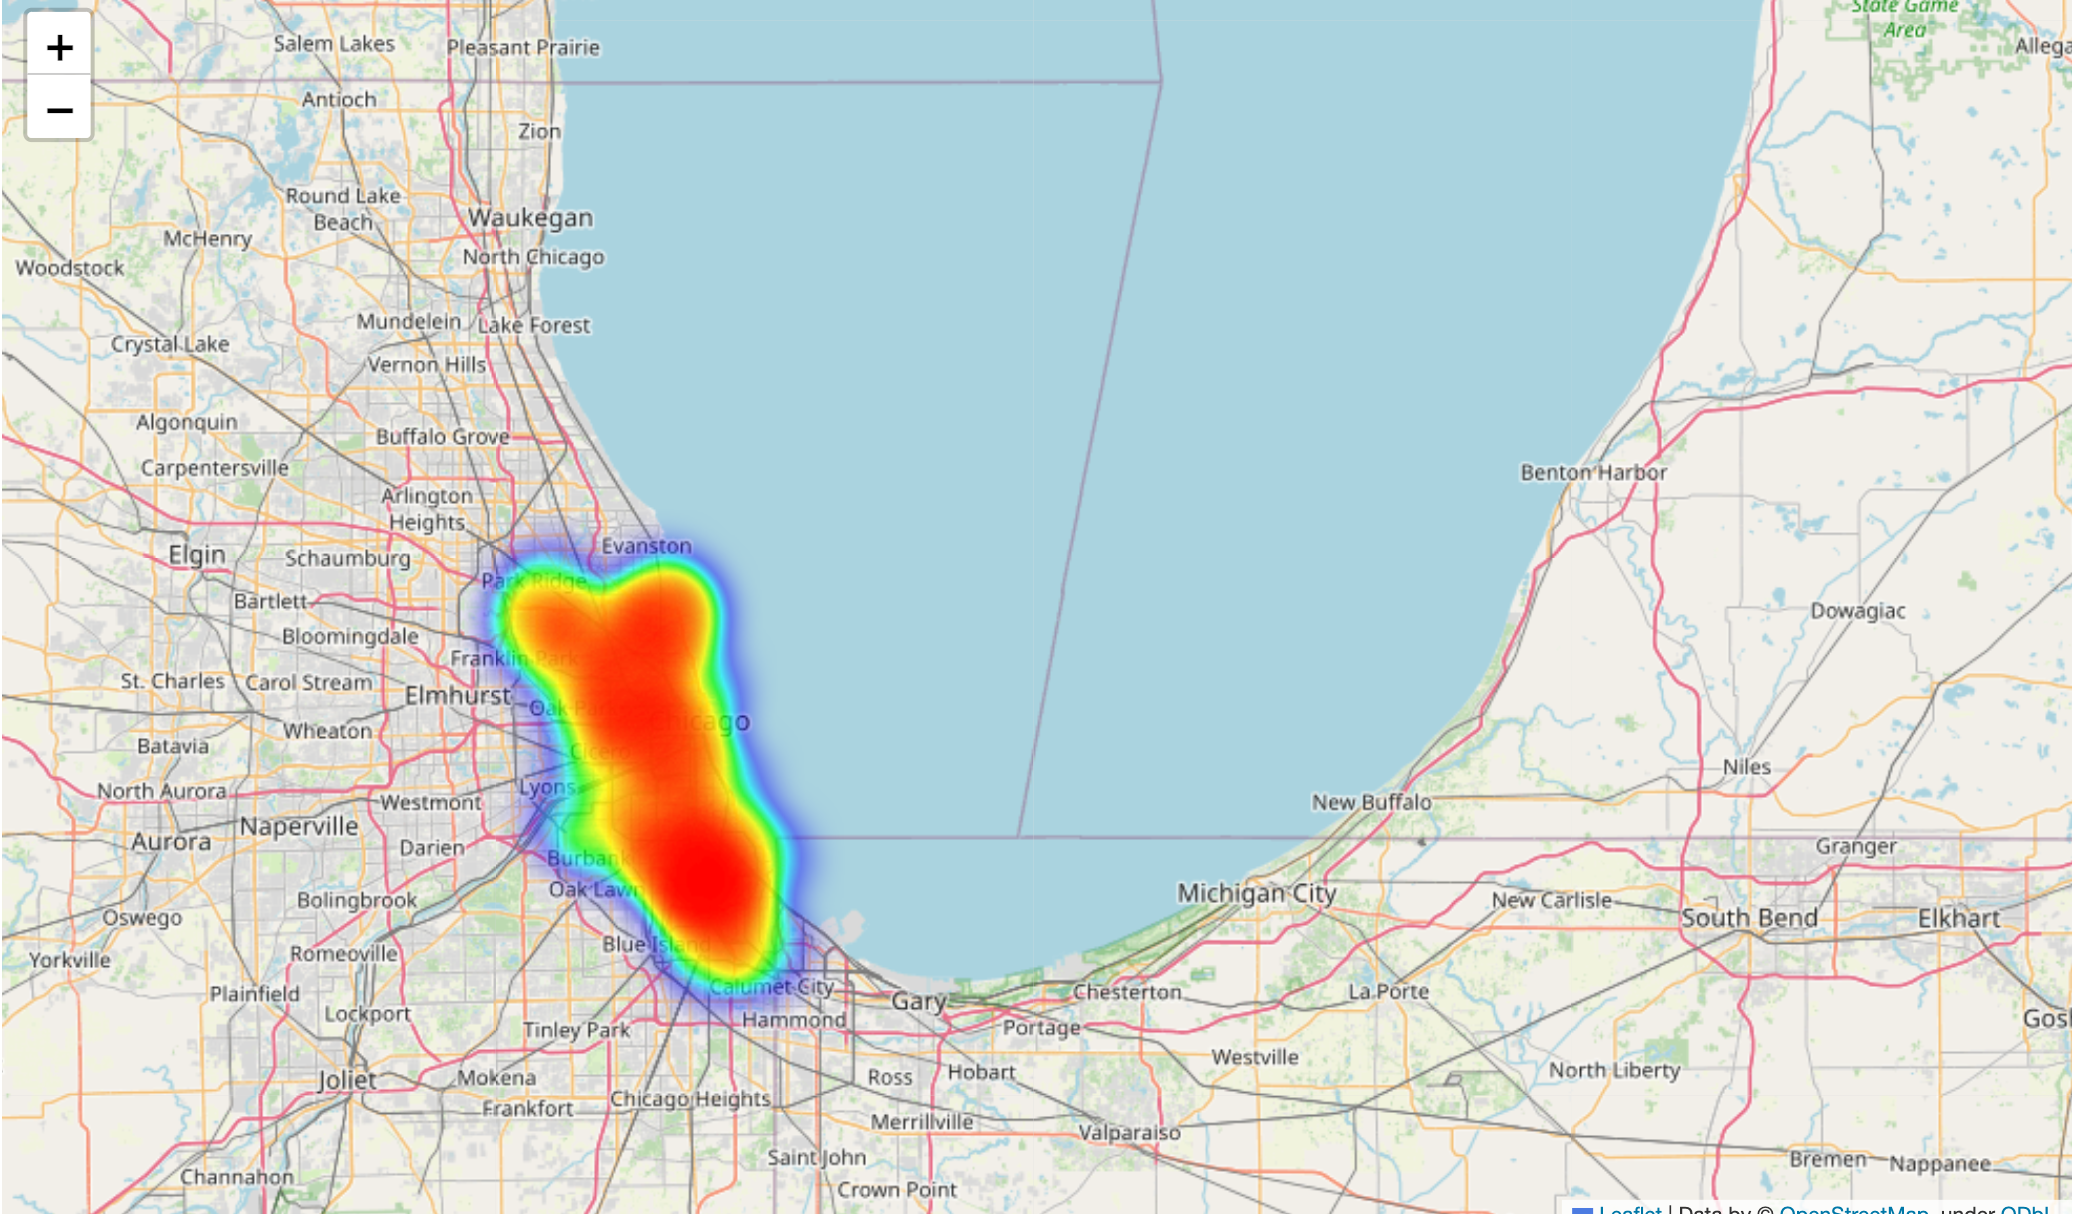 +
−
Salem Lakes
Pleasant Prairie
State Game
Area
Allega
Antioch
Zion
Round Lake
Beach
Waukegan
McHenry
North Chicago
Woodstock
Mundelein
Lake Forest
Crystal Lake
Vernon Hills
Algonquin
Buffalo Grove
Carpentersville
Benton Harbor
Arlington
Heights
Elgin
Schaumburg
Evanston
Park Ridge
Bartlett
Dowagiac
Bloomingdale
Franklin Park
St. Charles
Carol Stream
Elmhurst
Oak Park
Chicago
Wheaton
Batavia
Cicero
Niles
Lyons
North Aurora
Westmont
New Buffalo
Naperville
Aurora
Darien
Granger
Burbank
Oak Lawn
Michigan City
Bolingbrook
New Carlisle
Oswego
South Bend
Elkhart
Blue Island
Romeoville
Yorkville
Calumet City
Plainfield
Chesterton
La Porte
Gary
Lockport
Hammond
Gosl
Tinley Park
Portage
Westville
Joliet
Mokena
Ross
Hobart
North Liberty
Frankfort
Chicago Heights
Merrillville
Valparaiso
Saint John
Bremen
Nappanee
Channahon
Crown Point
Leaflet | Data by © OpenStreetMap, under ODbL